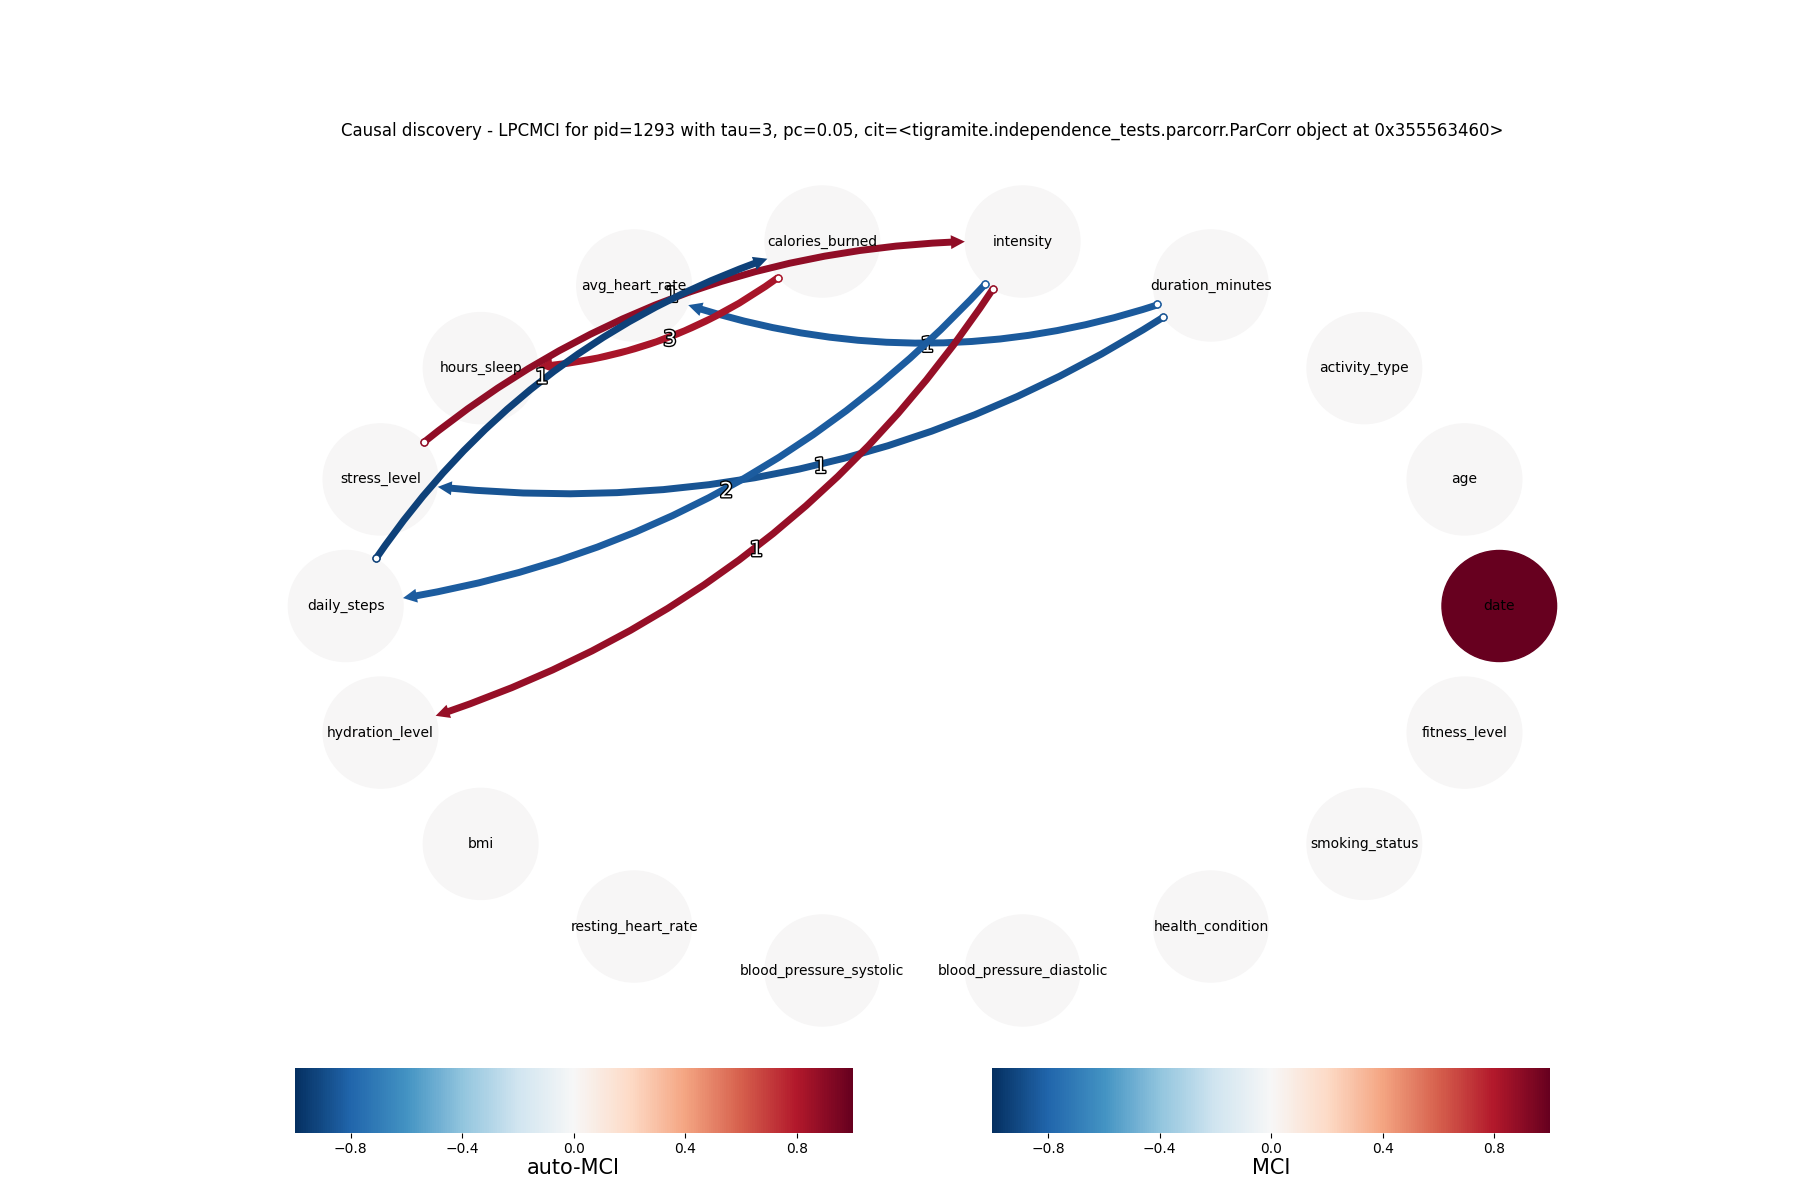 Causal discovery - LPCMCI for pid=1293 with tau=3, pc=0.05, cit=<tigramite.independence_tests.parcorr.ParCorr object at 0x355563460>
calories_burned
intensity
avg_heart_rate
duration_minutes
1
3
1
hours_sleep
activity_type
1
1
stress_level
age
2
1
daily_steps
date
hydration_level
fitness_level
bmi
smoking_status
resting_heart_rate
health_condition
blood_pressure_systolic
blood_pressure_diastolic
−0.8 −0.4 0.0 0.4 0.8
auto-MCI
−0.8 −0.4 0.0 0.4 0.8
MCI